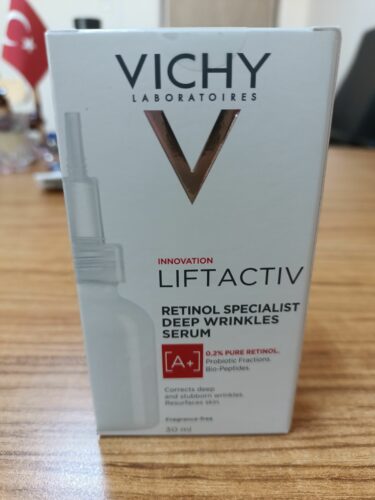 VICHY
LABORATOIRES
INNOVATION
LIFTACTIV
RETINOL SPECIALIST
DEEP WRINKLES
SERUM
[A+]
0,2% PURE RETINOL,
Probiotic Fractions
Bio-Peptides
Corrects deep
and stubborn wrinkles
Resurfaces skin
Fragrance-free
30 ml